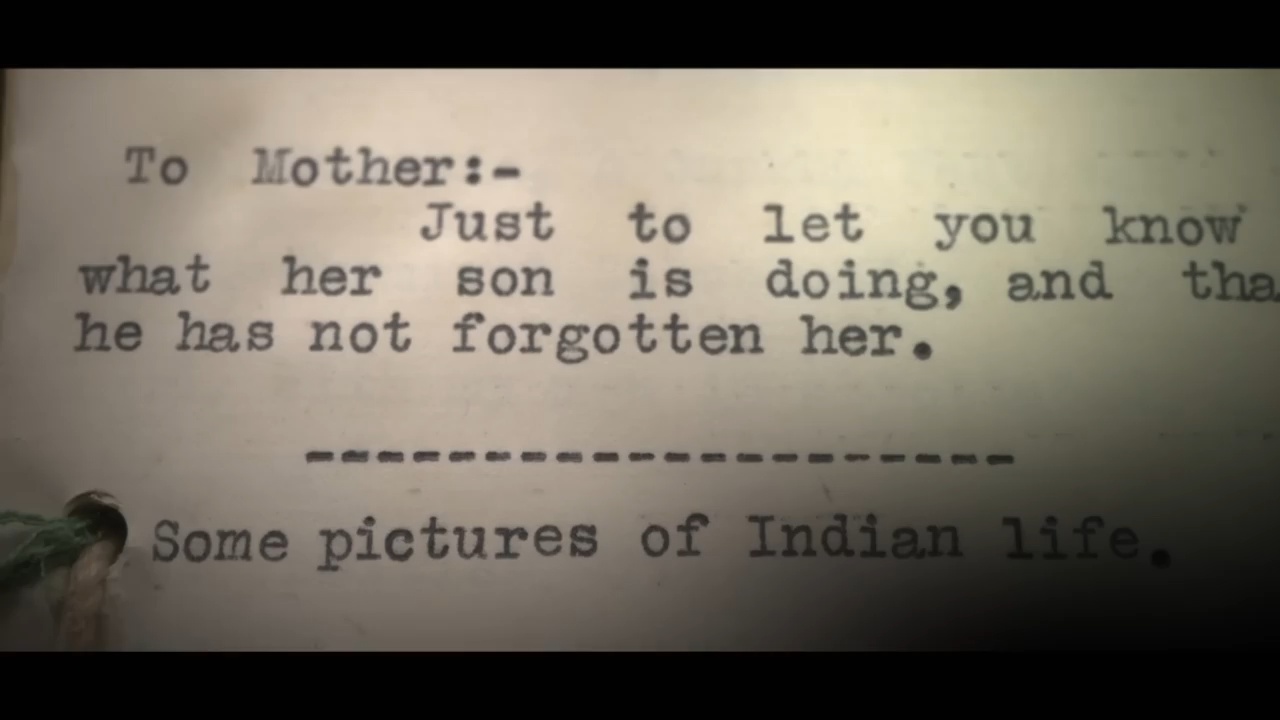 To Mother:-
Just to let you know
what her son is doing, and tha
he has not forgotten her.
--------------------
Some pictures of Indian life.